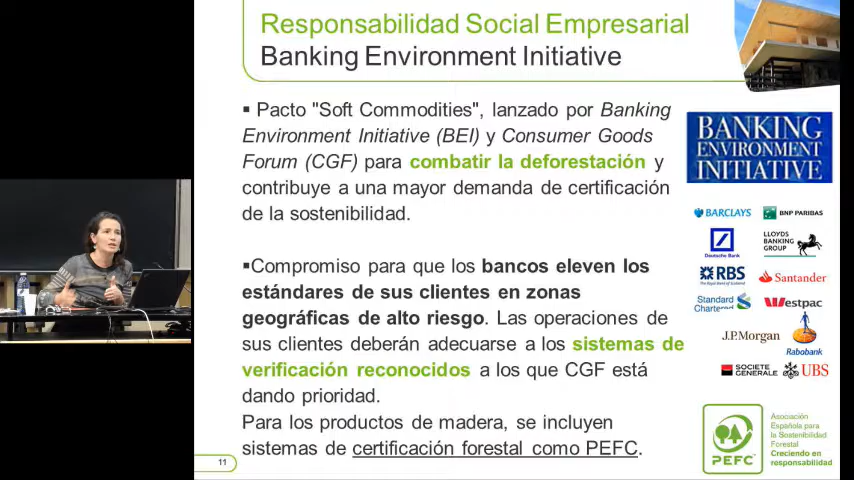 Responsabilidad Social Empresarial
Banking Environment Initiative
▪ Pacto "Soft Commodities", lanzado por Banking
Environment Initiative (BEI) y Consumer Goods
Forum (CGF) para combatir la deforestación y
contribuye a una mayor demanda de certificación
de la sostenibilidad.
▪Compromiso para que los bancos eleven los
estándares de sus clientes en zonas
geográficas de alto riesgo. Las operaciones de
sus clientes deberán adecuarse a los sistemas de
verificación reconocidos a los que CGF está
dando prioridad.
Para los productos de madera, se incluyen
sistemas de certificación forestal como PEFC.
11
BANKING
ENVIRONMENT
INITIATIVE
BARCLAYS
BNP PARIBAS
Deutsche Bank
LLOYDS
BANKING
GROUP
RBS
The Royal Bank of Scotland
Santander
Standard
Chartered
Westpac
J.P.Morgan
Rabobank
SOCIETE
GENERALE
UBS
PEFC
Asociación
Española para
la Sostenibilidad
Forestal
Creciendo en
responsabilidad